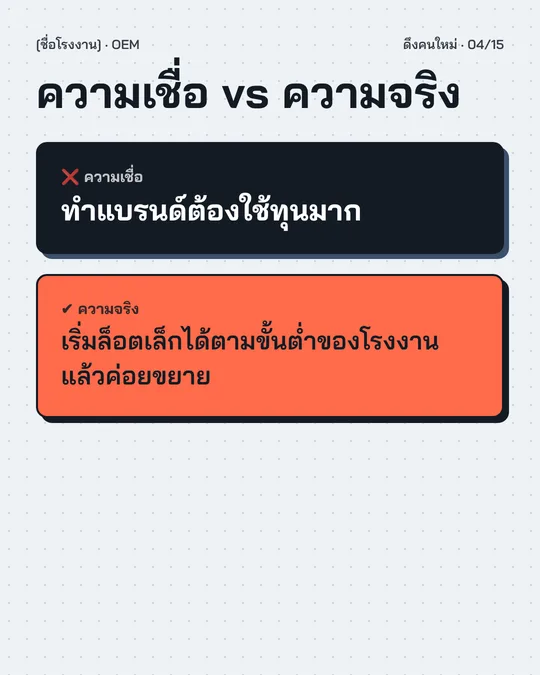 [ชื่อโรงงาน] · OEM
ดึงคนใหม่ · 04/15
ความเชื่อ vs ความจริง
❌ ความเชื่อ
ทำแบรนด์ต้องใช้ทุนมาก
✔ ความจริง
เริ่มล็อตเล็กได้ตามขั้นต่ำของโรงงาน
แล้วค่อยขยาย